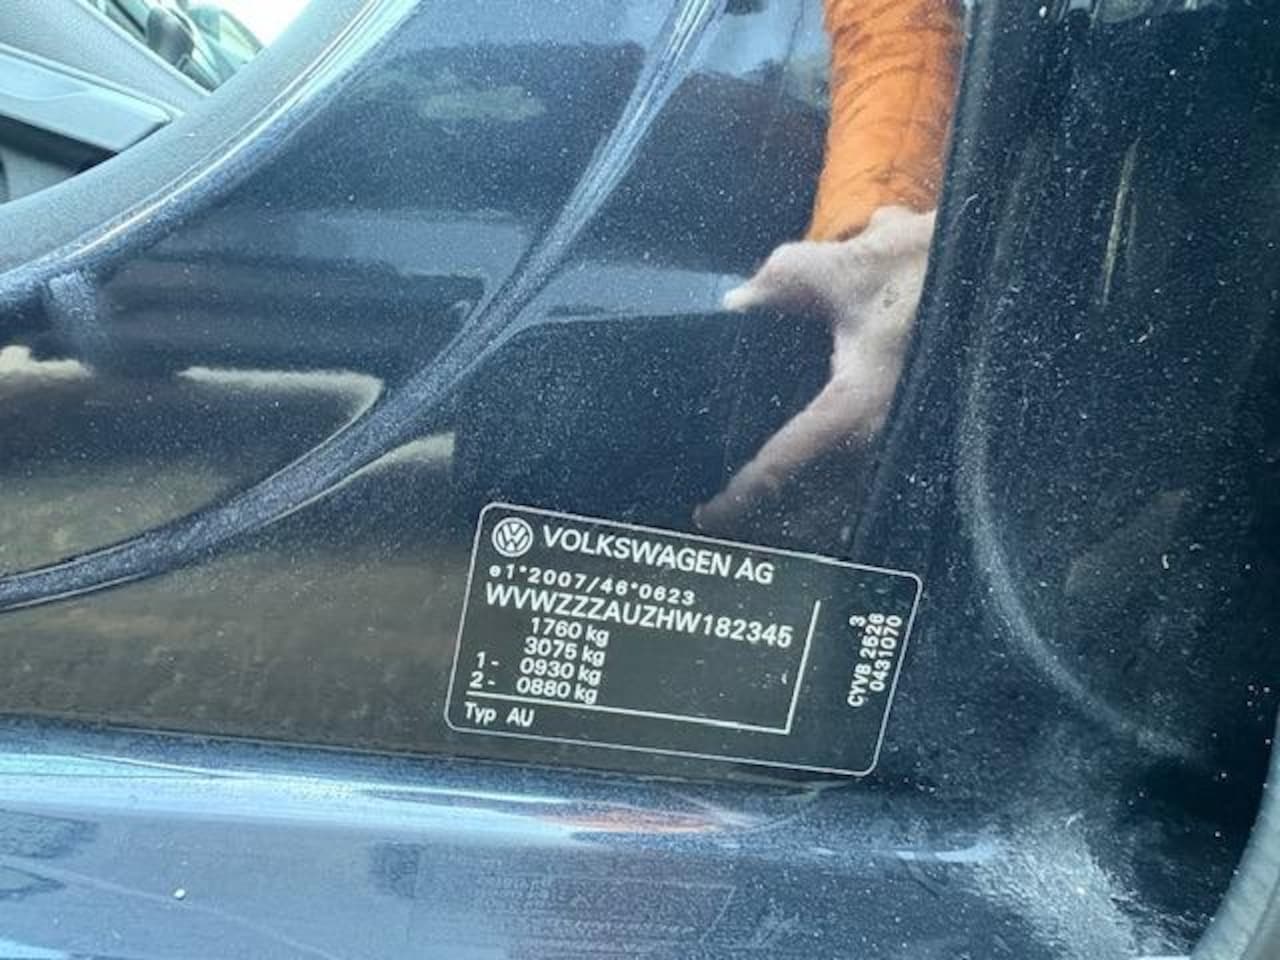 VOLKSWAGEN AG
e1*2007/46*0623
WVWZZZAUZHW182345
1760 kg
3075 kg
1- 0930 kg
2- 0880 kg
Typ AU
3
CYVB 2526
0431070